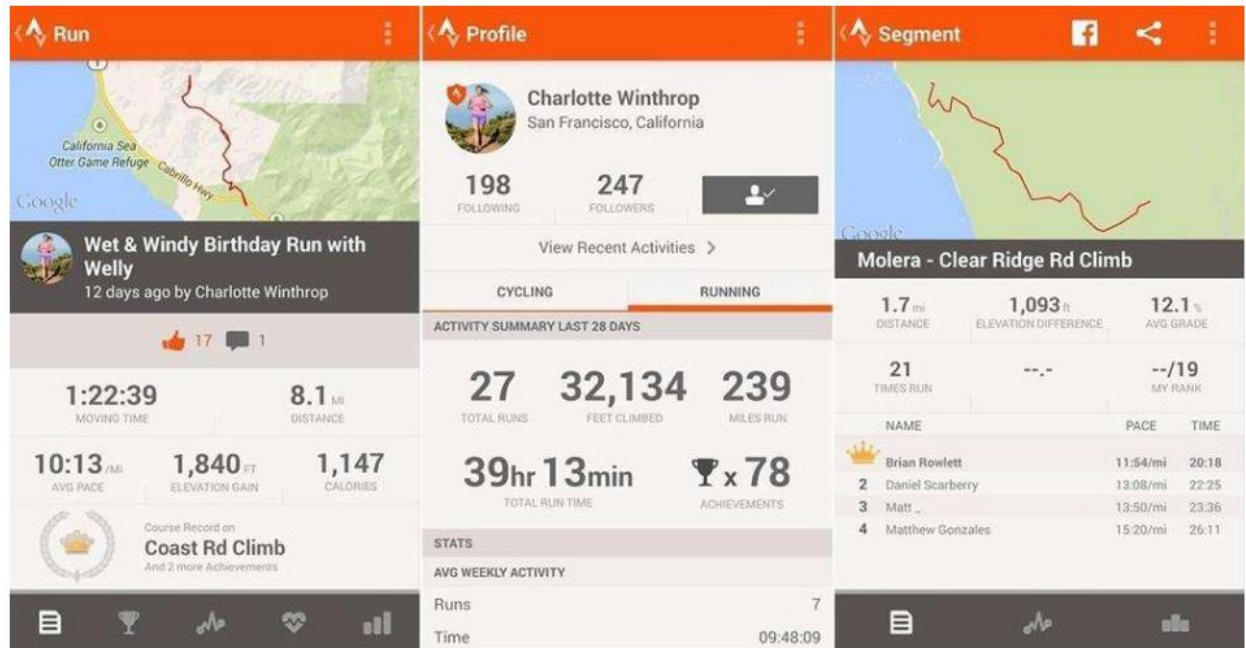 Run
California Sea
Otter Game Refuge
Cabrillo Hwy
Google
Wet & Windy Birthday Run with
Welly
12 days ago by Charlotte Winthrop
17 1
1:22:39 8.1 MI
MOVING TIME DISTANCE
10:13 /MI 1,840 FT 1,147
AVG PACE ELEVATION GAIN CALORIES
Course Record on
Coast Rd Climb
And 2 more Achievements
Profile
Charlotte Winthrop
San Francisco, California
198 247
FOLLOWING FOLLOWERS
View Recent Activities >
CYCLING RUNNING
ACTIVITY SUMMARY LAST 28 DAYS
27 32,134 239
TOTAL RUNS FEET CLIMBED MILES RUN
39hr 13min x 78
TOTAL RUN TIME ACHIEVEMENTS
STATS
AVG WEEKLY ACTIVITY
Runs 7
Time 09:48:09
Segment
Google
Molera - Clear Ridge Rd Climb
1.7 mi 1,093 ft 12.1 %
DISTANCE ELEVATION DIFFERENCE AVG GRADE
21 --.- --/19
TIMES RUN MY RANK
NAME PACE TIME
Brian Rowlett 11:54/mi 20:18
2 Daniel Scarberry 13:08/mi 22:25
3 Matt _ 13:50/mi 23:36
4 Matthew Gonzales 15:20/mi 26:11